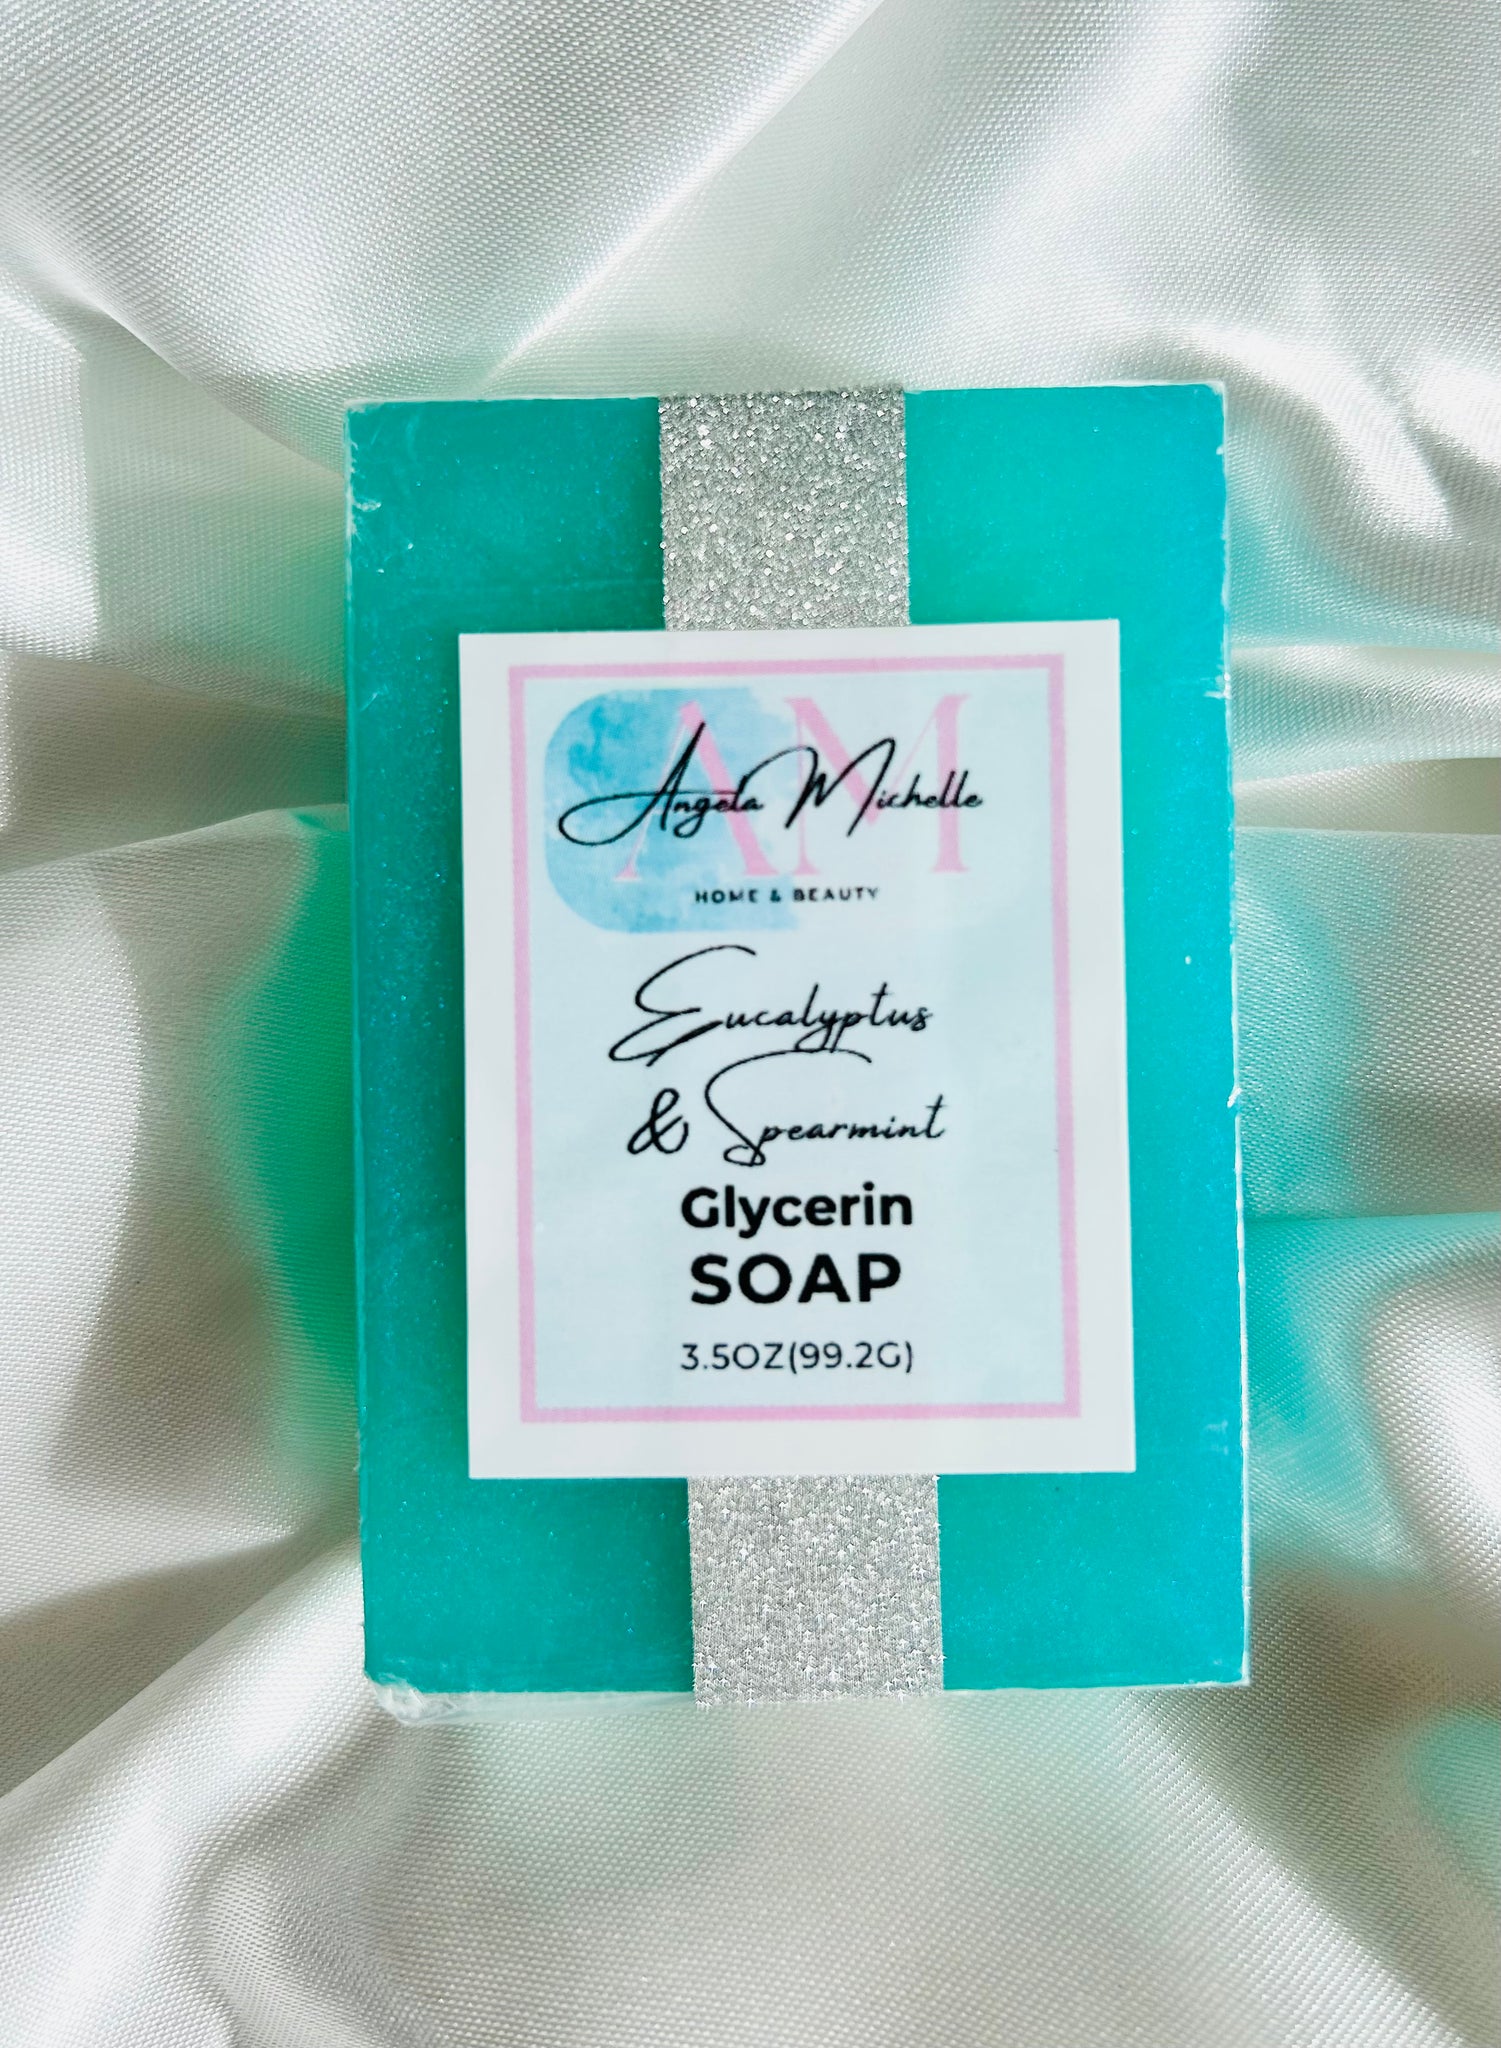 AM
Angela Michelle
HOME & BEAUTY
Eucalyptus
& Spearmint
Glycerin
SOAP
3.5OZ(99.2G)